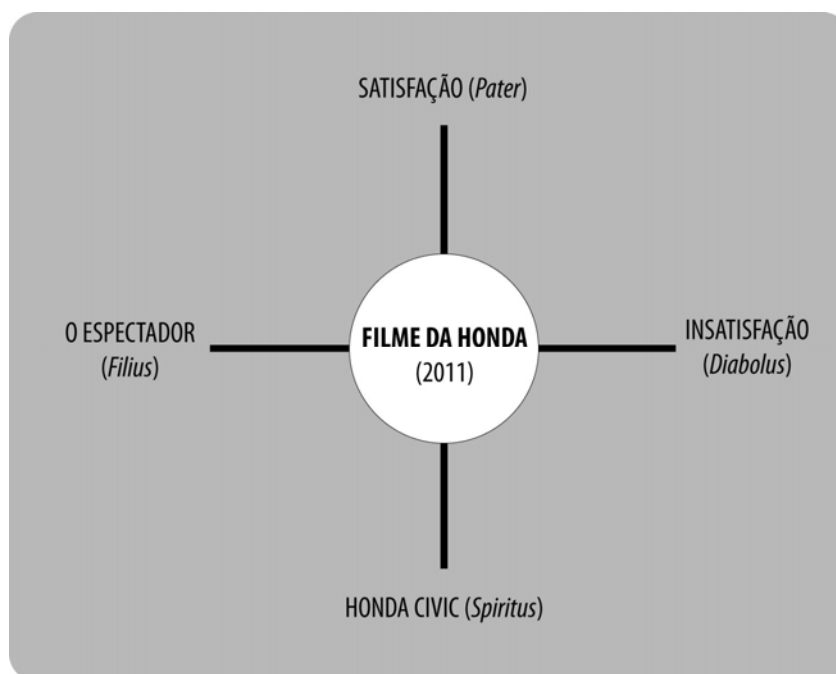 SATISFAÇÃO (Pater)
O ESPECTADOR
(Filius)
FILME DA HONDA
(2011)
INSATISFAÇÃO
(Diabolus)
HONDA CIVIC (Spiritus)